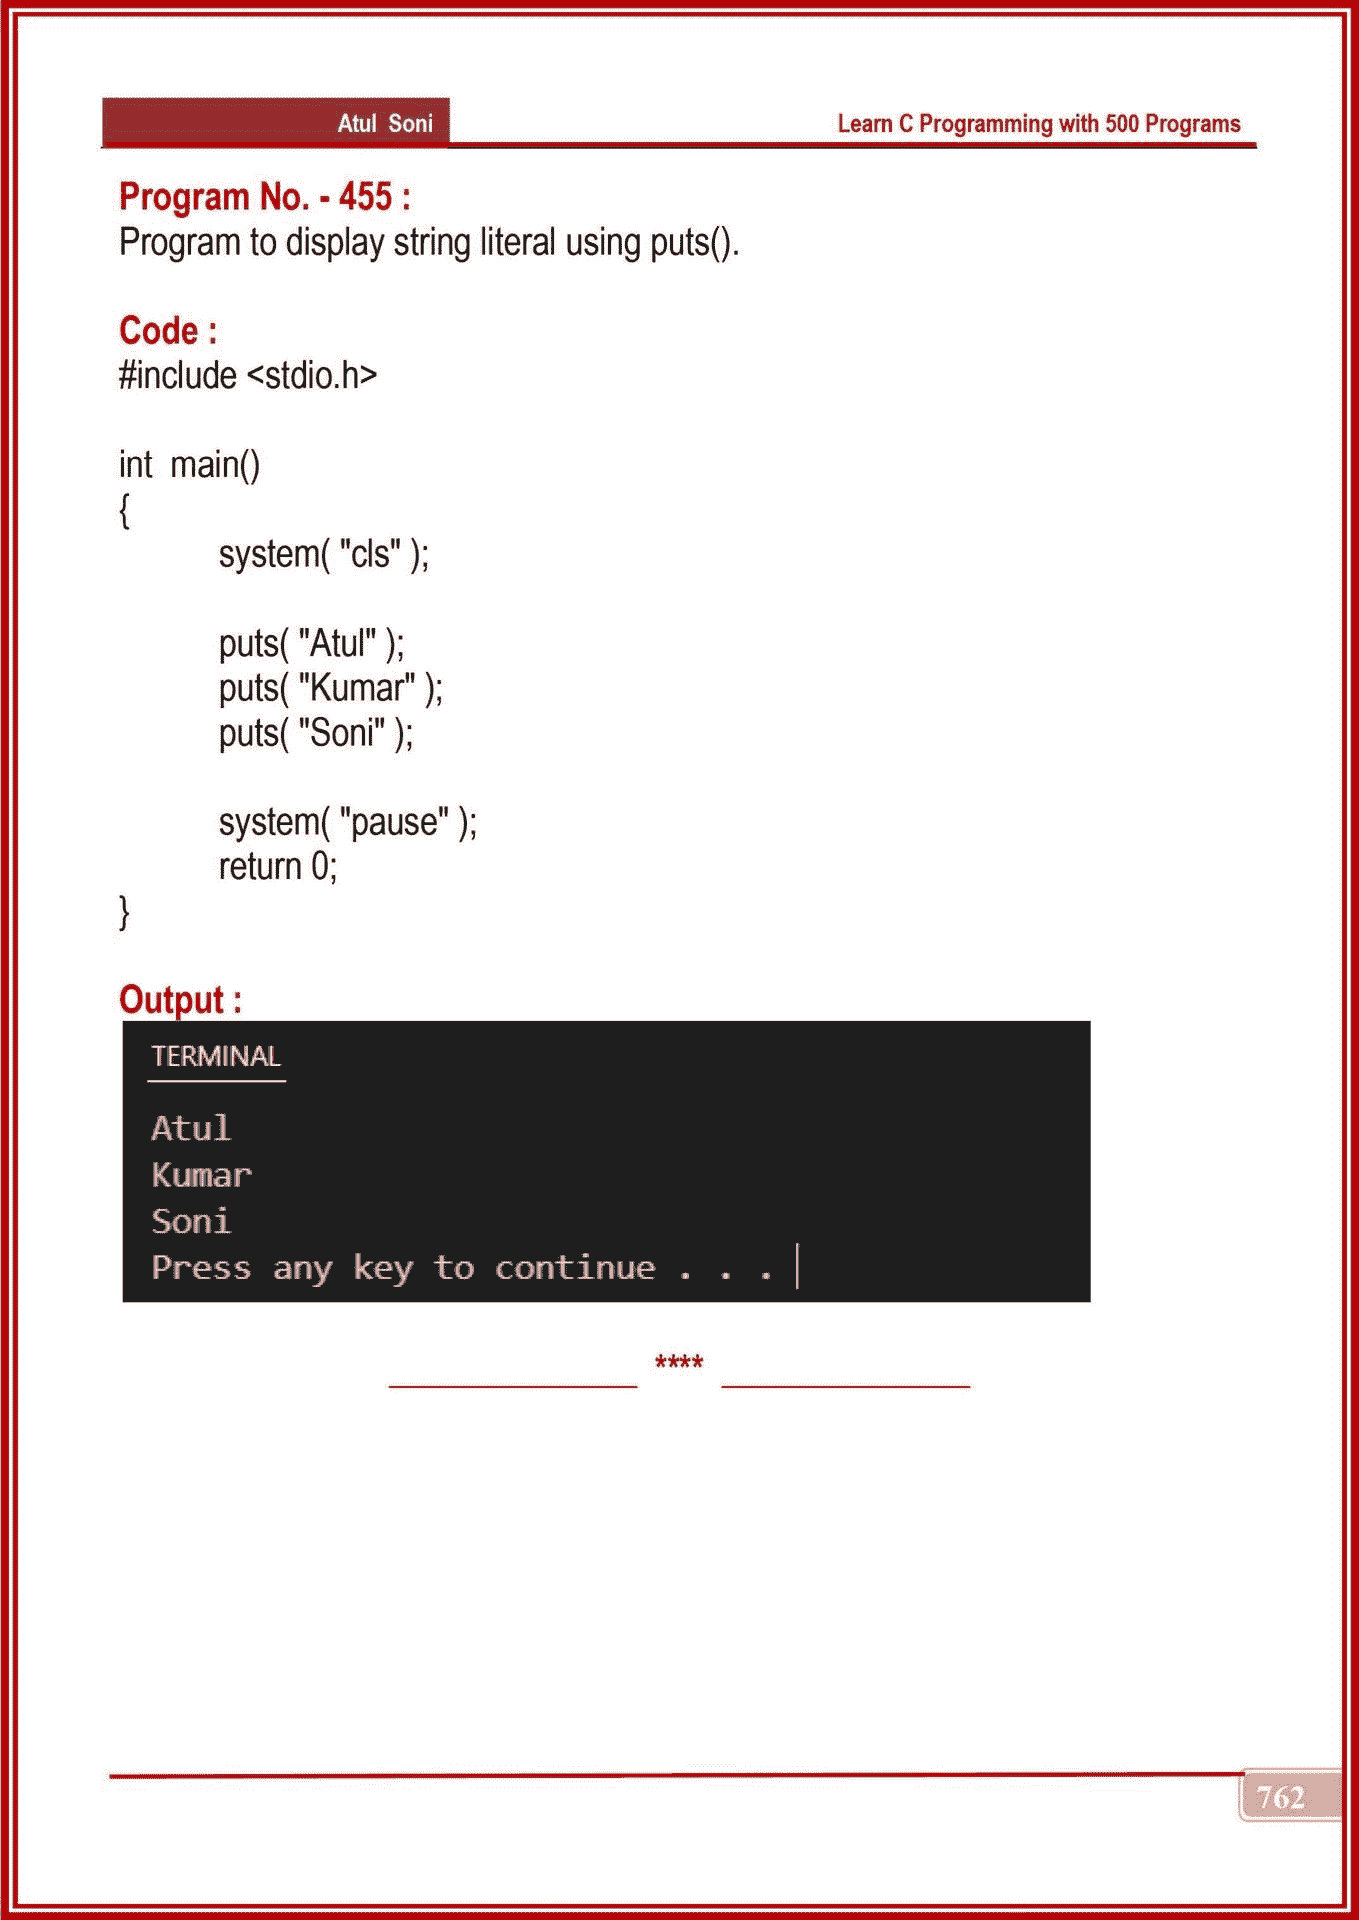 Atul  Soni
Learn C Programming with 500 Programs
Program No. - 455 :
Program to display string literal using puts().
Code :
#include <stdio.h>
int  main()
{
system( "cls" );
puts( "Atul" );
puts( "Kumar" );
puts( "Soni" );
system( "pause" );
return 0;
}
Output :
TERMINAL
Atul
Kumar
Soni
Press any key to continue . . .
****
762